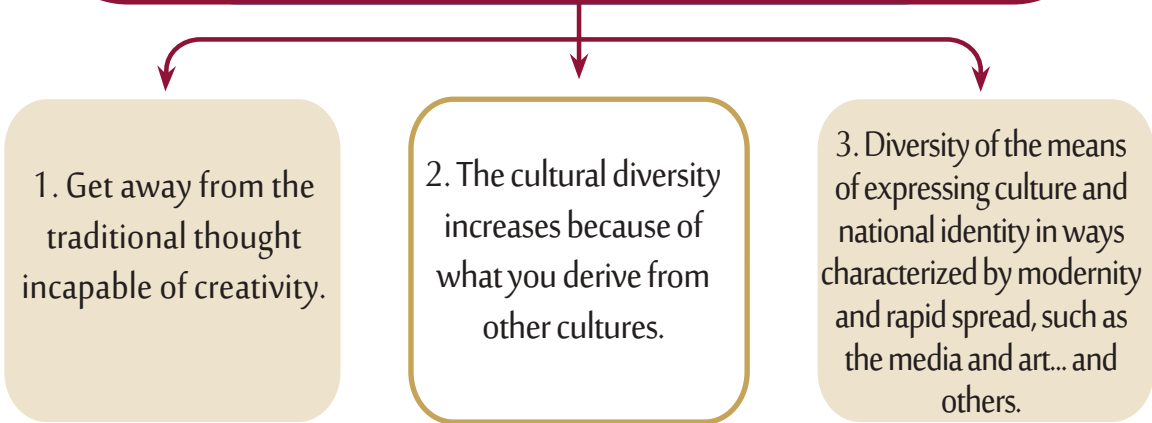 1. Get away from the
traditional thought
incapable of creativity.
2. The cultural diversity
increases because of
what you derive from
other cultures.
3. Diversity of the means
of expressing culture and
national identity in ways
characterized by modernity
and rapid spread, such as
the media and art... and
others.